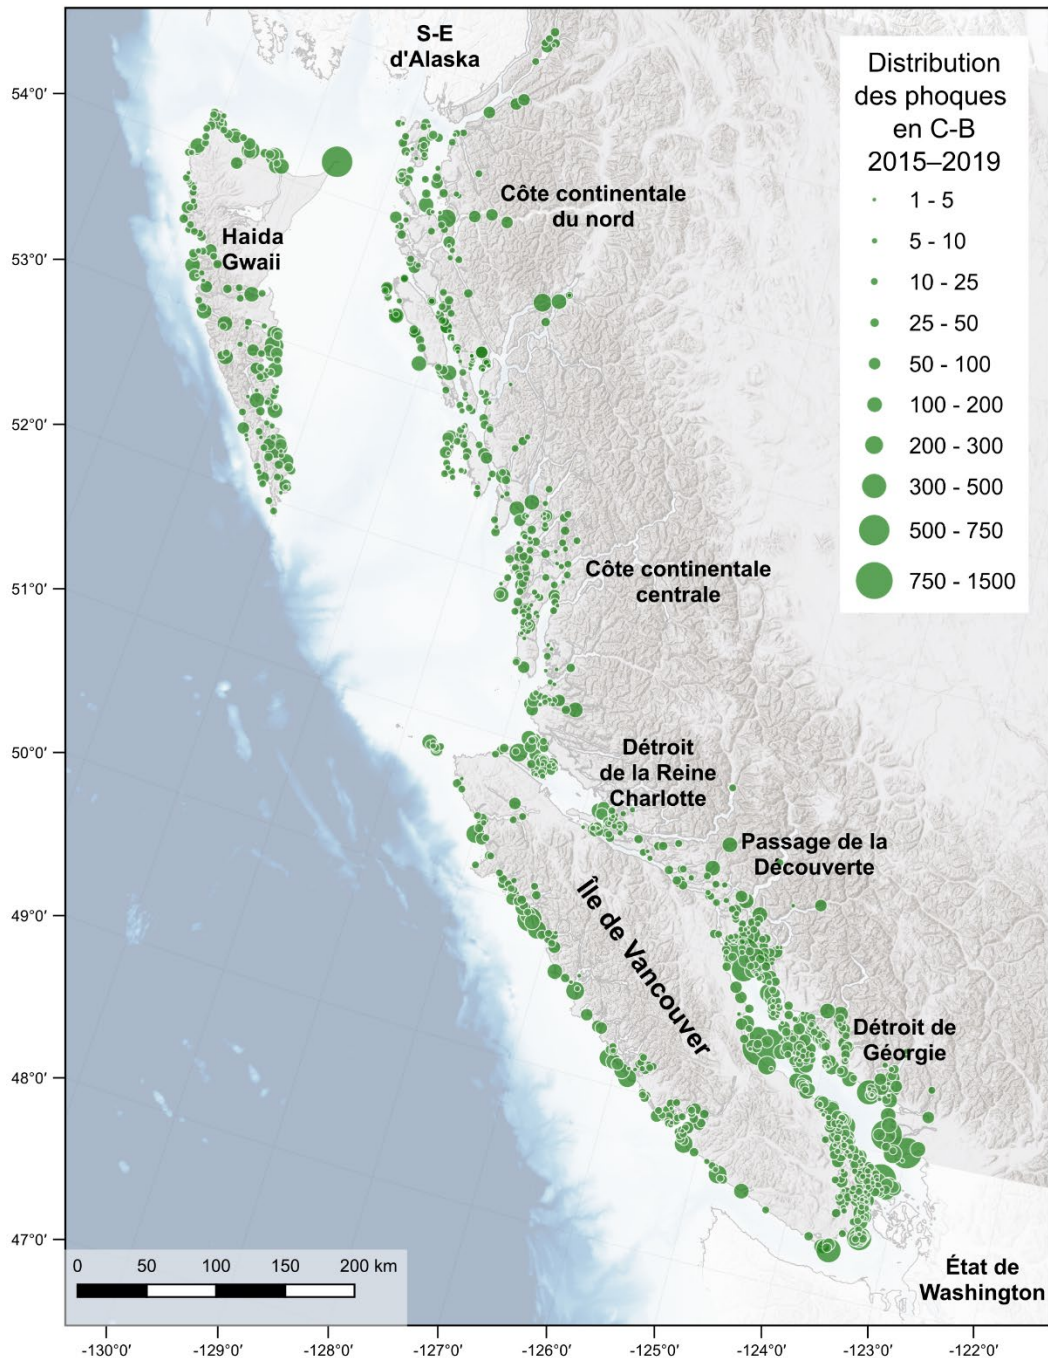 S-E
d'Alaska
Distribution
des phoques
en C-B
2015–2019
1 - 5
5 - 10
10 - 25
25 - 50
50 - 100
100 - 200
200 - 300
300 - 500
500 - 750
750 - 1500
54°0'
53°0'
52°0'
51°0'
50°0'
49°0'
48°0'
47°0'
Côte continentale
du nord
Haida
Gwaii
Côte continentale
centrale
Détroit
de la Reine
Charlotte
Passage de la
Découverte
Île de Vancouver
Détroit de
Géorgie
État de
Washington
0 50 100 150 200 km
-130°0' -129°0' -128°0' -127°0' -126°0' -125°0' -124°0' -123°0' -122°0'